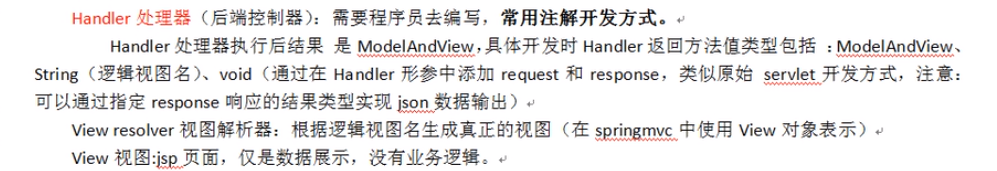 Handler 处理器（后端控制器）：需要程序员去编写，常用注解开发方式。
Handler 处理器执行后结果 是 ModelAndView，具体开发时 Handler 返回方法值类型包括 ：ModelAndView、
String（逻辑视图名）、void（通过在 Handler 形参中添加 request 和 response，类似原始 servlet 开发方式，注意：
可以通过指定 response 响应的结果类型实现 json 数据输出）
View resolver 视图解析器：根据逻辑视图名生成真正的视图（在 springmvc 中使用 View 对象表示）
View 视图:jsp 页面，仅是数据展示，没有业务逻辑。